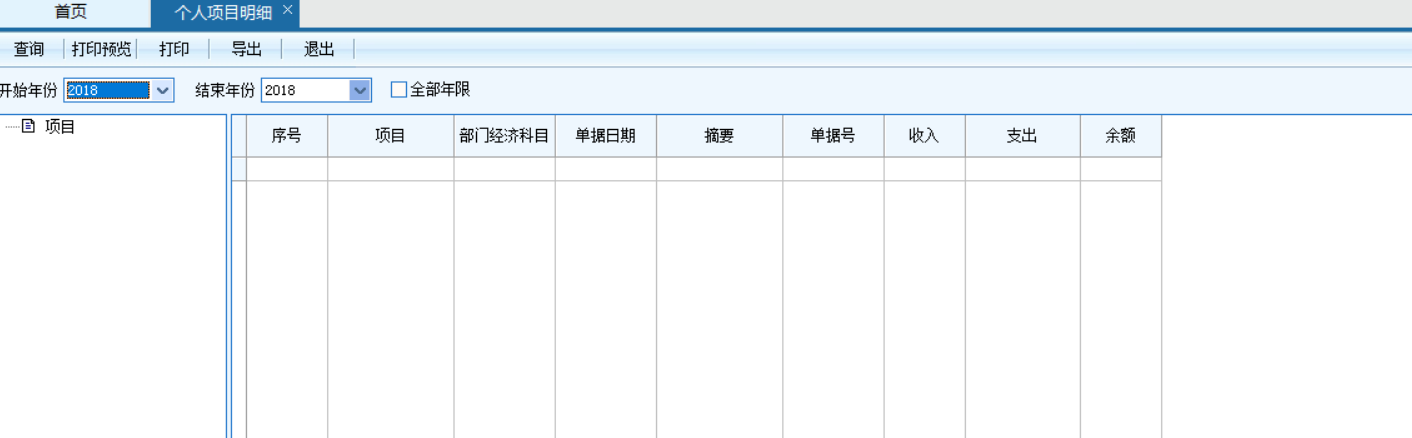 首页 个人项目明细 ×
查询 打印预览 打印 导出 退出
开始年份 2018 结束年份 2018 全部年限
项目
序号 项目 部门经济科目 单据日期 摘要 单据号 收入 支出 余额